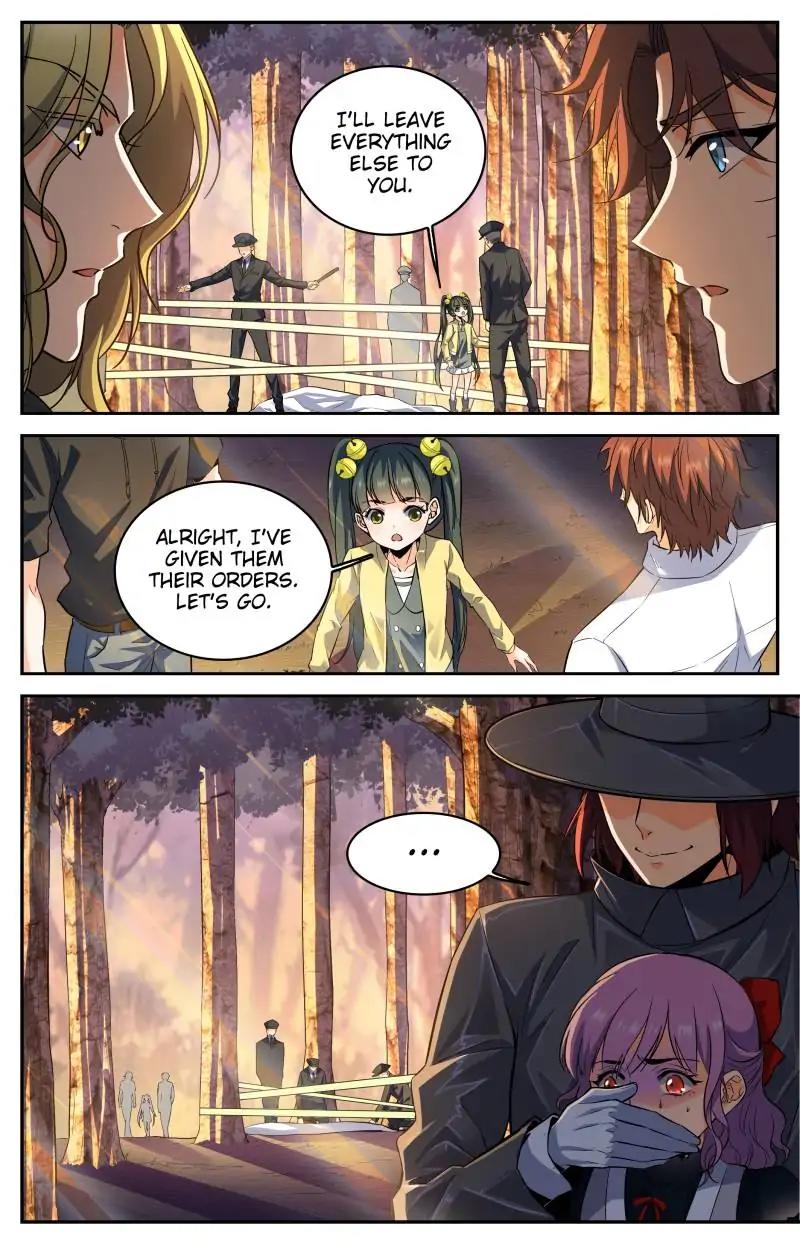 I'LL LEAVE
EVERYTHING
ELSE TO
YOU.
ALRIGHT, I'VE
GIVEN THEM
THEIR ORDERS.
LET'S GO.
...